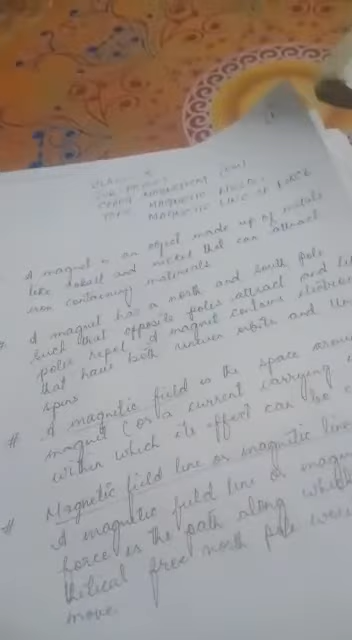 CLASS
MAGNETISM
TOPIC MAGNETIC FIELD,
MAGNETIC LINE OF FORCE
A magnet is an object made up of metals
like cobalt and nickel that can attract
iron containing materials
A magnet has a north and south pole
such that opposite poles attract and
poles repel. A magnet contains electrons
that have both uneven orbits and
spins
# A magnetic field is the space
magnet (or a current carrying
within which its effect can be
Magnetic field line or magnetic line
# A magnetic field line or
force is the path along which
free north pole
move.